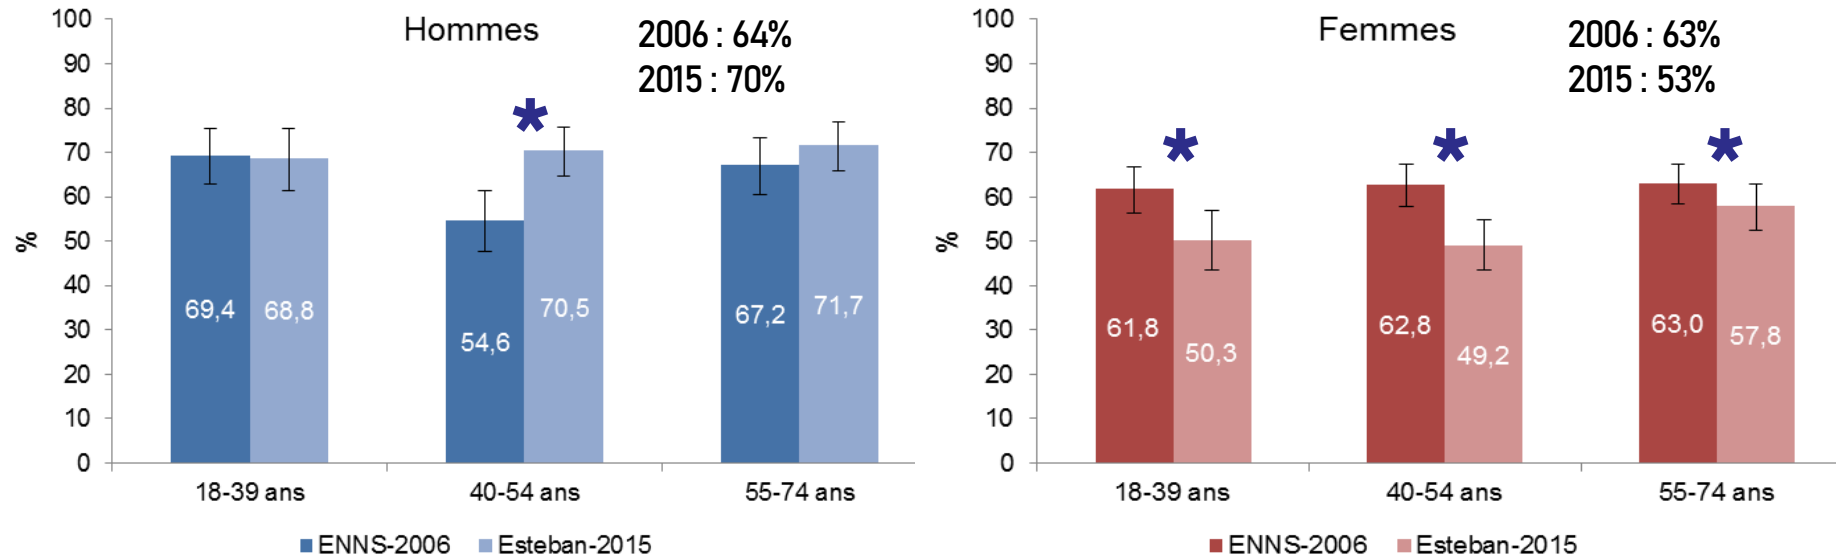 Hommes
2006 : 64%
2015 : 70%
100
90
80
70
60
50
40
30
20
10
0
%
*
69,4
68,8
54,6
70,5
67,2
71,7
18-39 ans
40-54 ans
55-74 ans
ENNS-2006
Esteban-2015
Femmes
2006 : 63%
2015 : 53%
100
90
80
70
60
50
40
30
20
10
0
%
*
*
*
61,8
50,3
62,8
49,2
63,0
57,8
18-39 ans
40-54 ans
55-74 ans
ENNS-2006
Esteban-2015